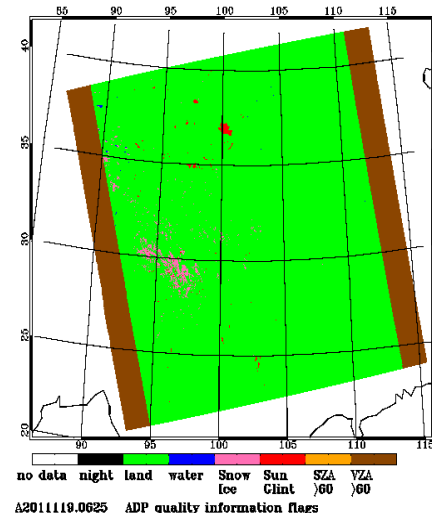 85 90 95 100 105 110 115
40
35
30
25
20
90 95 100 105 110 115
no data night land water Snow Sun SZA VZA
Ice Glint >60 >60
A2011119.0625 ADP quality information flags